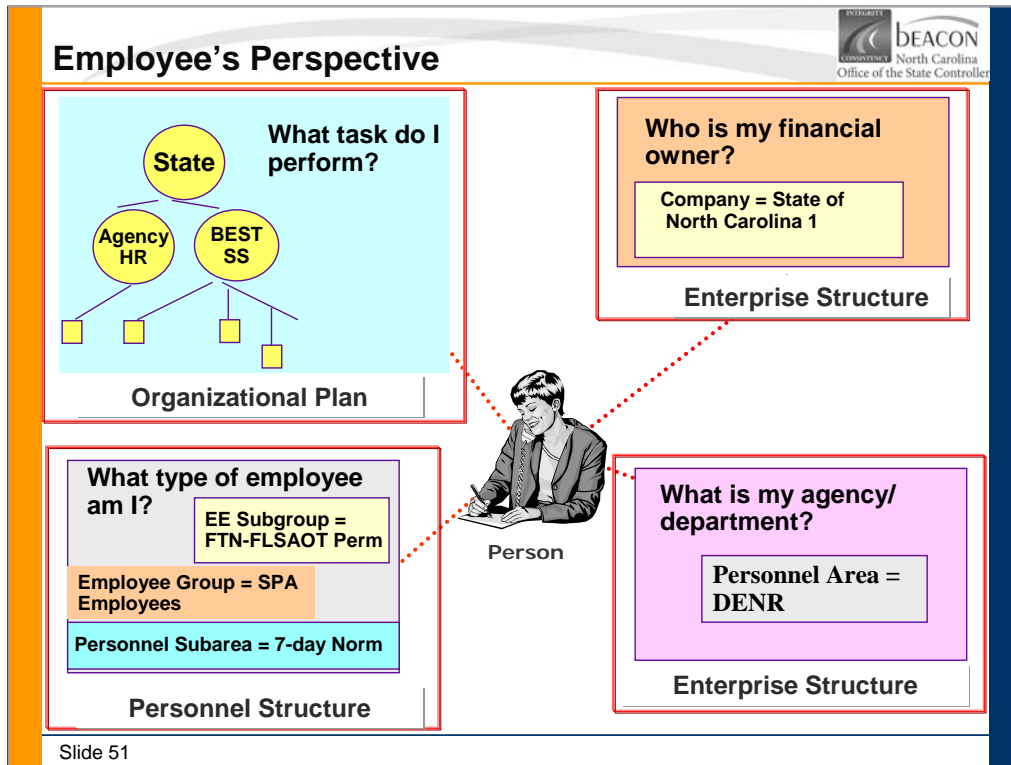 Employee's Perspective
INTEGRITY
CONSISTENCY
bEACON
North Carolina
Office of the State Controller
What task do I
perform?
State
Agency
HR
BEST
SS
Organizational Plan
Who is my financial
owner?
Company = State of
North Carolina 1
Enterprise Structure
What type of employee
am I?
EE Subgroup =
FTN-FLSAOT Perm
Employee Group = SPA
Employees
Personnel Subarea = 7-day Norm
Personnel Structure
Person
What is my agency/
department?
Personnel Area =
DENR
Enterprise Structure
Slide 51